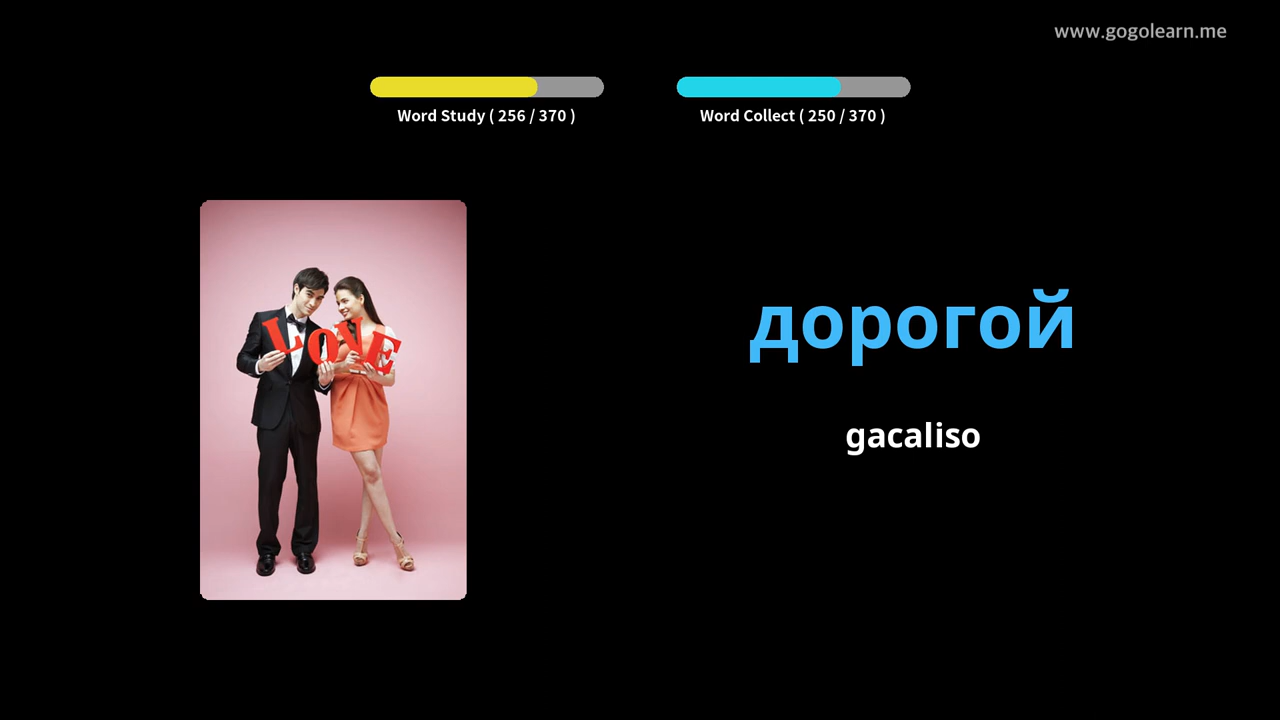 www.gogolearn.me
Word Study ( 256 / 370 )
Word Collect ( 250 / 370 )
LOVE
дорогой
gacaliso